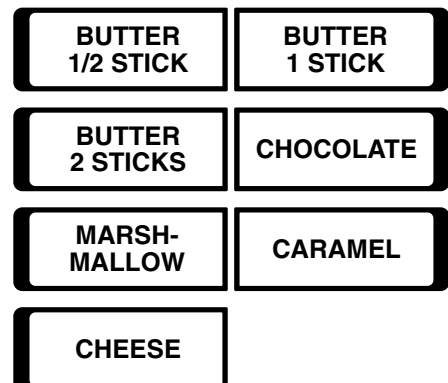 BUTTER
1/2 STICK
BUTTER
1 STICK
BUTTER
2 STICKS
CHOCOLATE
MARSH-
MALLOW
CARAMEL
CHEESE